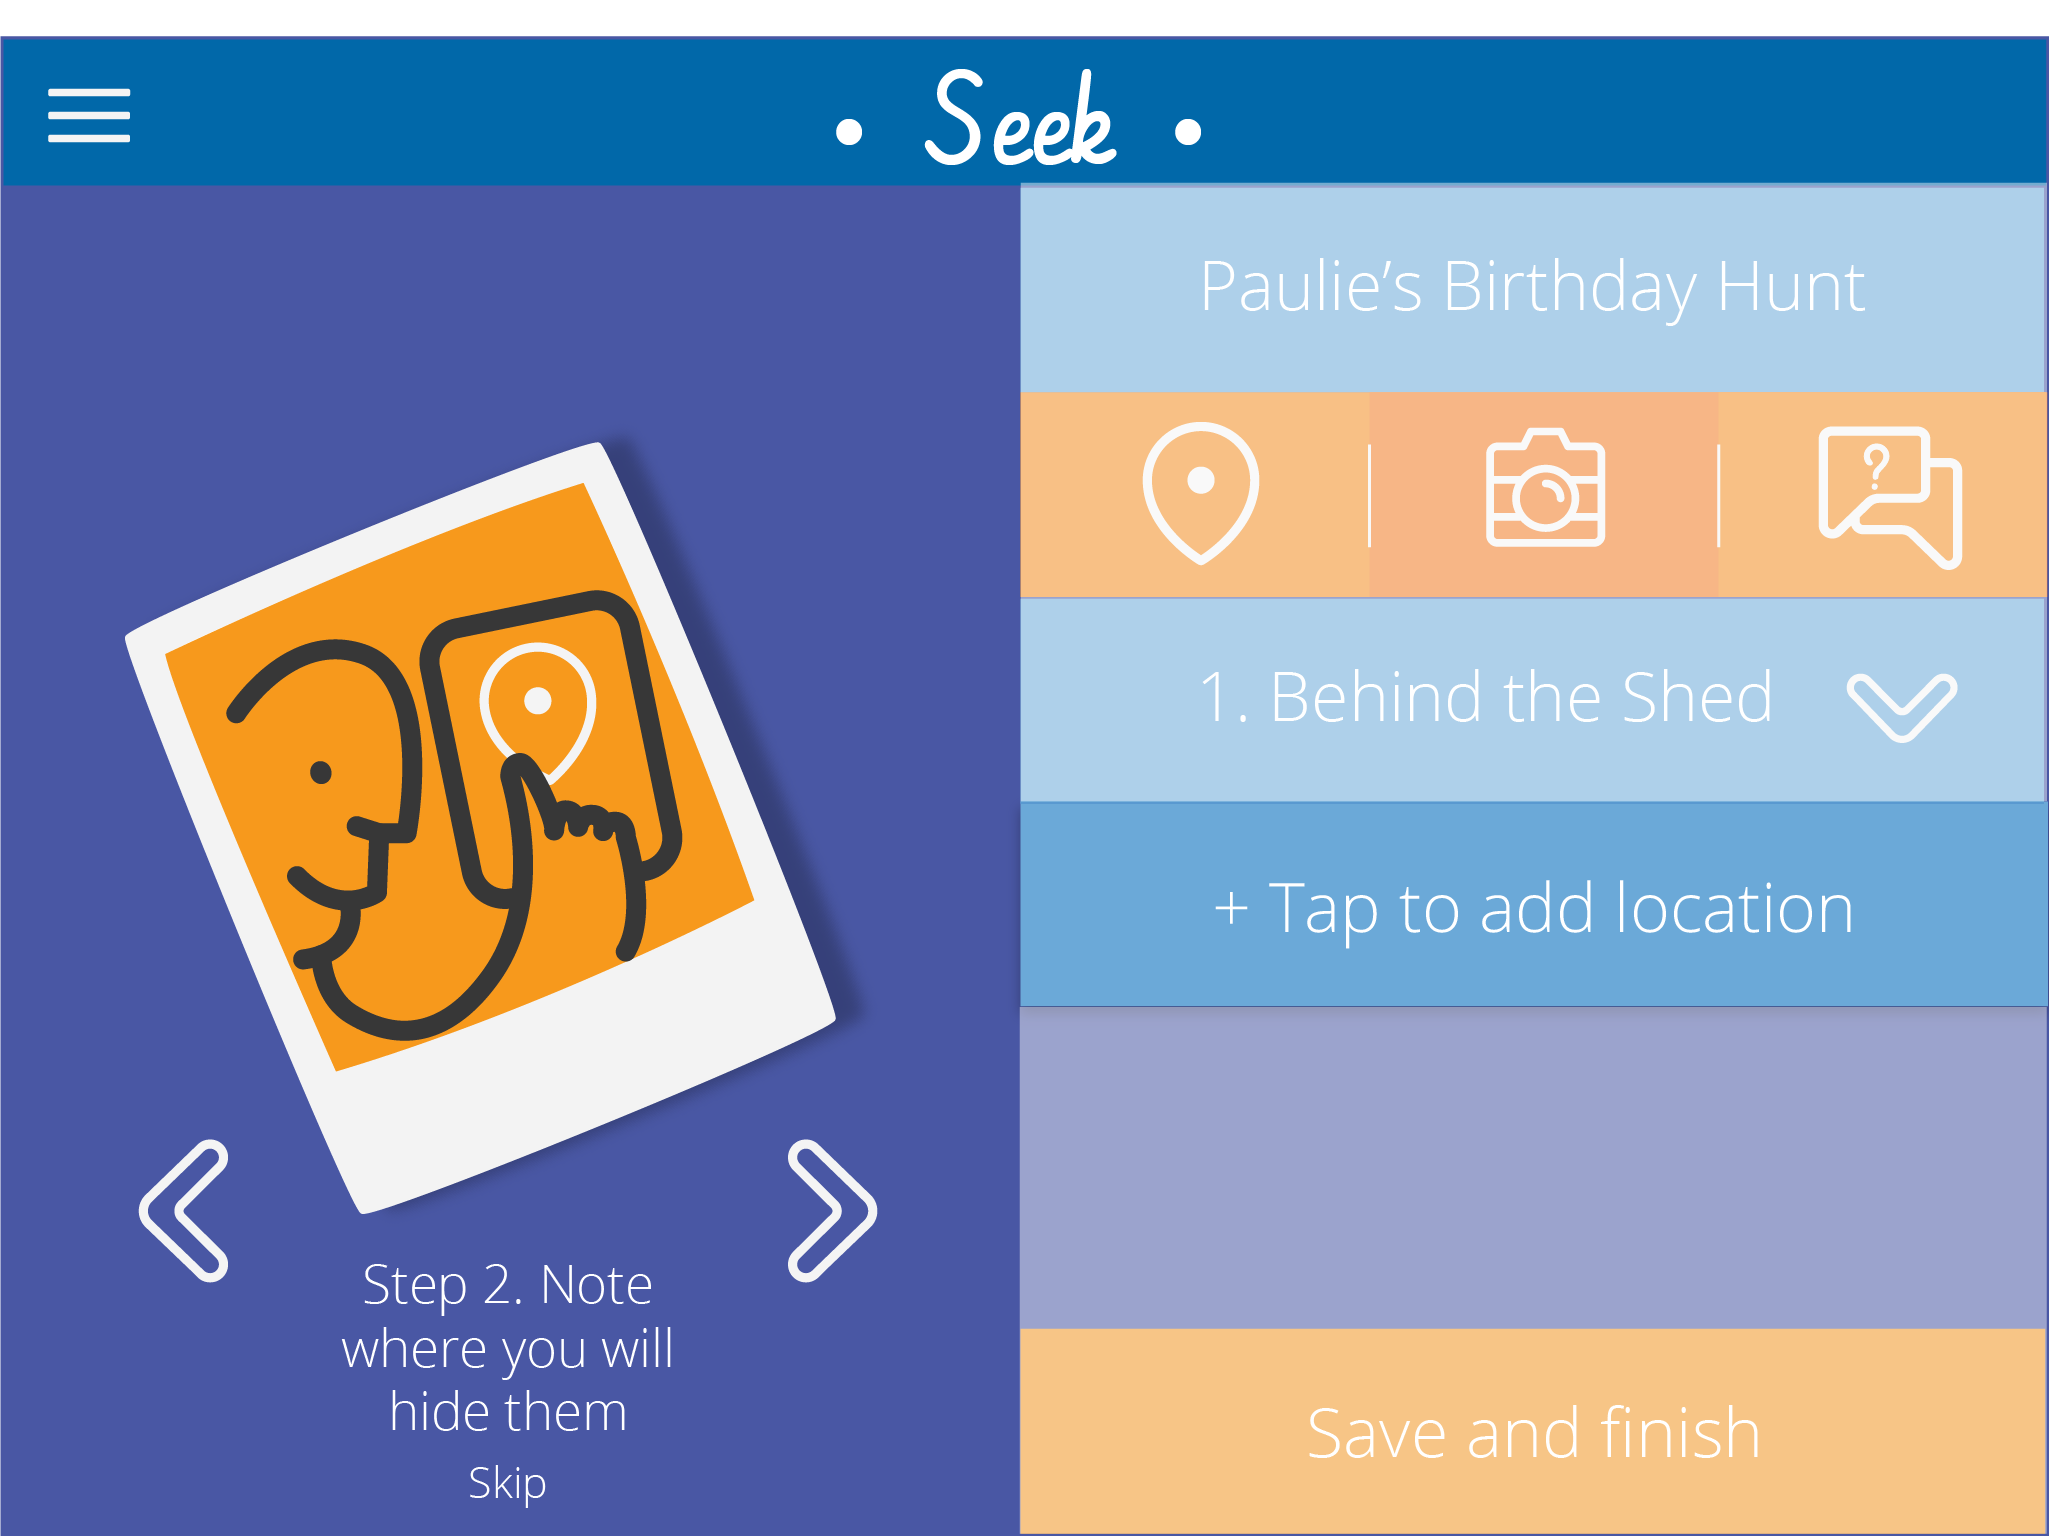 • Seek •
Paulie’s Birthday Hunt
?
1. Behind the Shed
+ Tap to add location
Step 2. Note
where you will
hide them
Skip
Save and finish